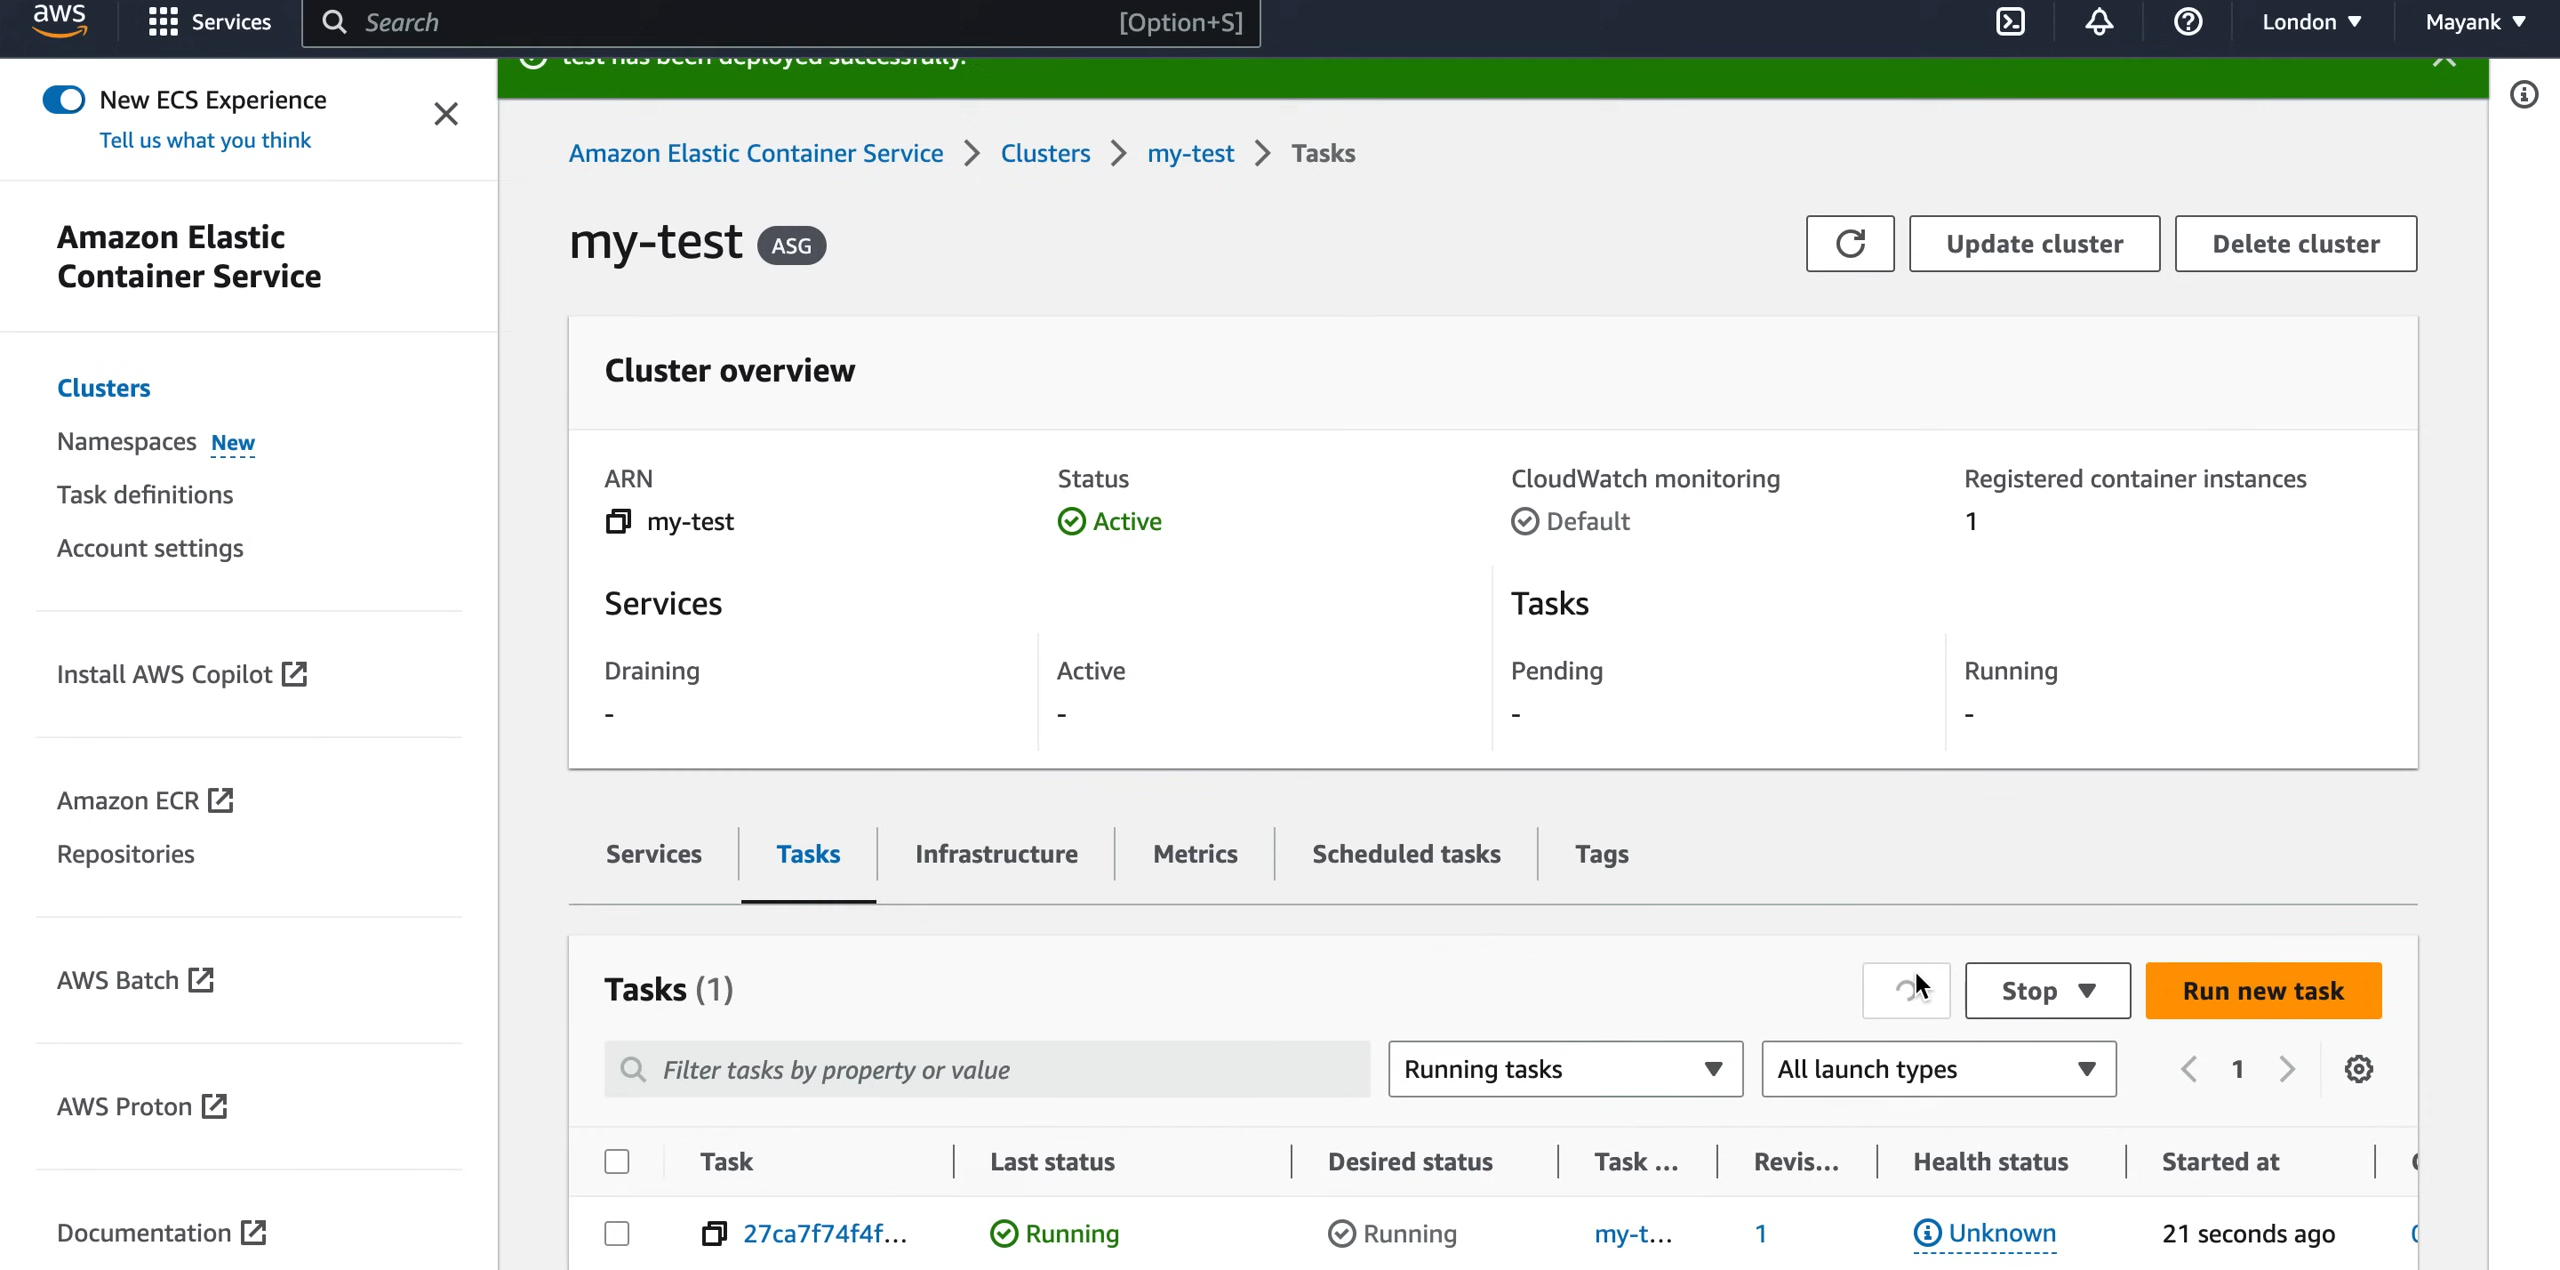 aws
Services
Search
[Option+S]
London
Mayank
New ECS Experience
Tell us what you think
Amazon Elastic
Container Service
Clusters
Namespaces New
Task definitions
Account settings
Install AWS Copilot
Amazon ECR
Repositories
AWS Batch
AWS Proton
Documentation
test has been deployed successfully.
Amazon Elastic Container Service > Clusters > my-test > Tasks
my-test ASG
Update cluster
Delete cluster
Cluster overview
ARN
my-test
Status
Active
CloudWatch monitoring
Default
Registered container instances
1
Services
Draining
-
Active
-
Tasks
Pending
-
Running
-
Services Tasks Infrastructure Metrics Scheduled tasks Tags
Tasks (1)
Stop
Run new task
Filter tasks by property or value
Running tasks
All launch types
1
Task Last status Desired status Task ... Revis... Health status Started at
27ca7f74f4f... Running Running my-t... 1 Unknown 21 seconds ago